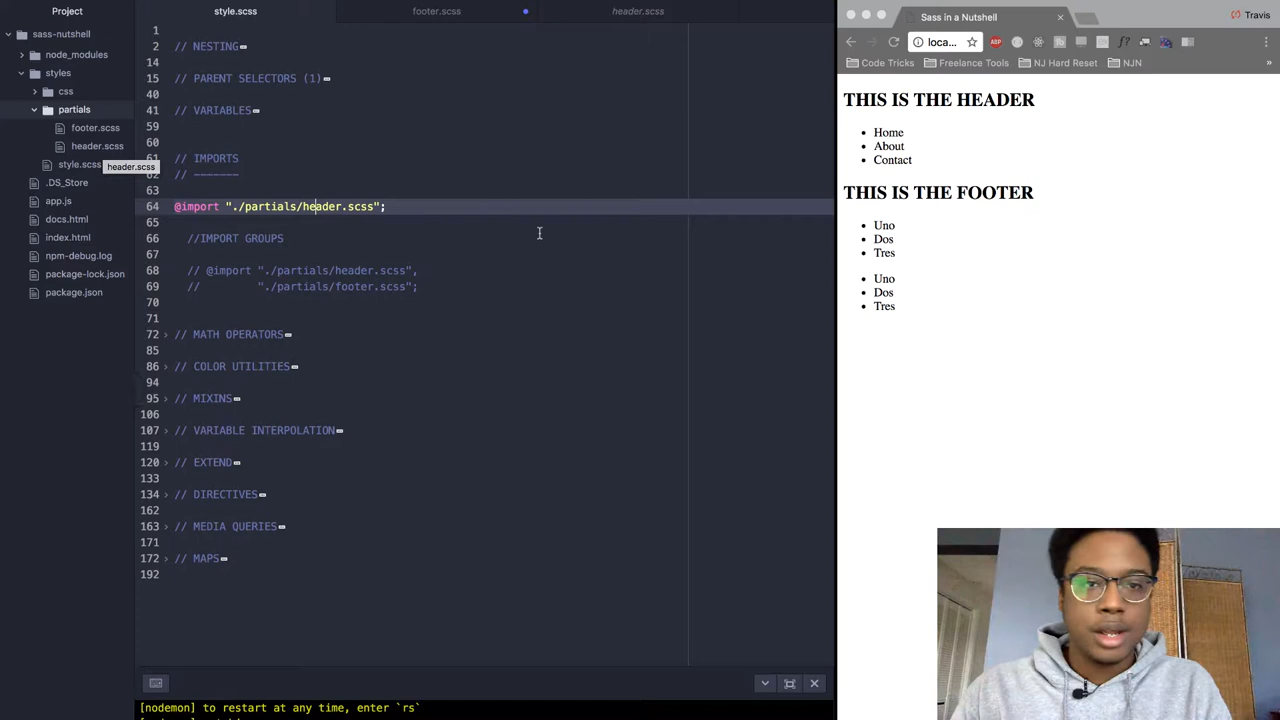 Project
sass-nutshell
node_modules
styles
css
partials
footer.scss
header.scss
style.scss
header.scss
.DS_Store
app.js
docs.html
index.html
npm-debug.log
package-lock.json
package.json
style.scss
footer.scss
header.scss
1
2 // NESTING
14
15 // PARENT SELECTORS (1)
40
41 // VARIABLES
59
60
61 // IMPORTS
62 // -------
63
64 @import "./partials/header.scss";
65
66 //IMPORT GROUPS
67
68 // @import "./partials/header.scss",
69 // "./partials/footer.scss";
70
71
72 // MATH OPERATORS
85
86 // COLOR UTILITIES
94
95 // MIXINS
106
107 // VARIABLE INTERPOLATION
119
120 // EXTEND
133
134 // DIRECTIVES
162
163 // MEDIA QUERIES
171
172 // MAPS
192
[nodemon] to restart at any time, enter `rs`
Sass in a Nutshell
Travis
loca...
ABP
f?
Code Tricks
Freelance Tools
NJ Hard Reset
NJN
»
THIS IS THE HEADER
• Home
• About
• Contact
THIS IS THE FOOTER
• Uno
• Dos
• Tres
• Uno
• Dos
• Tres